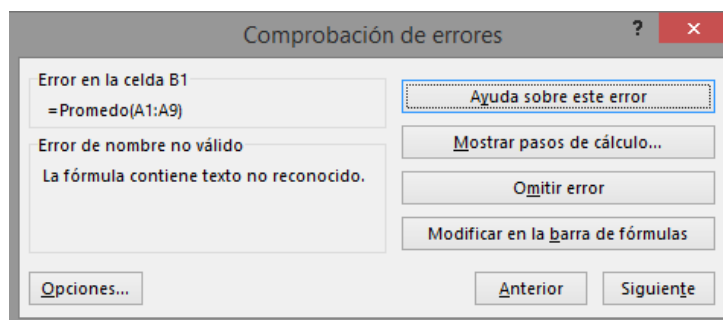 Comprobación de errores ?
Error en la celda B1
=Promedo(A1:A9)
Error de nombre no válido
La fórmula contiene texto no reconocido.
Ayuda sobre este error
Mostrar pasos de cálculo...
Omitir error
Modificar en la barra de fórmulas
Opciones...
Anterior
Siguiente